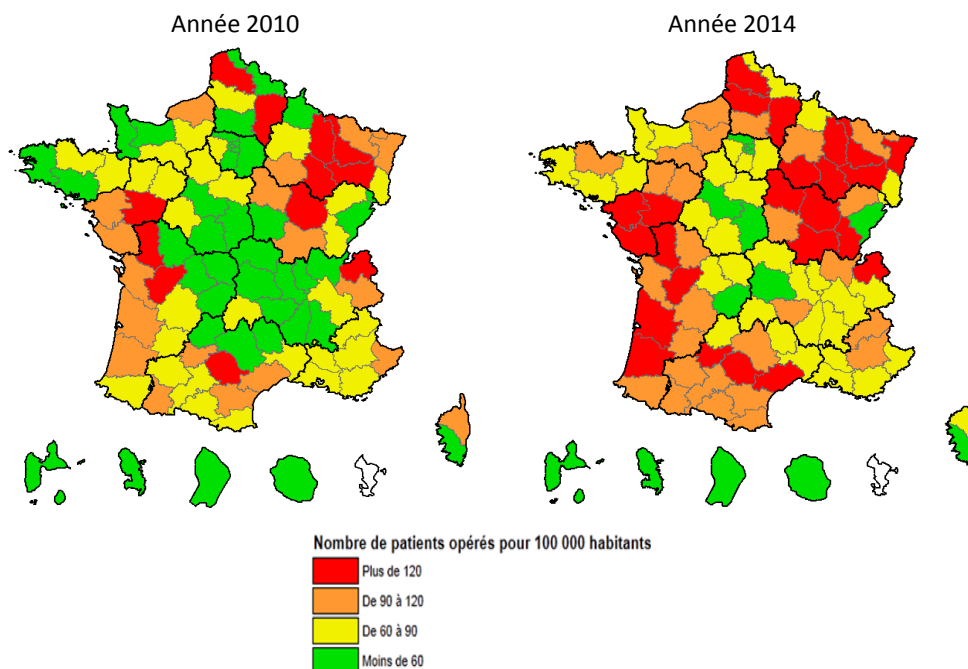 Année 2010
Année 2014
Nombre de patients opérés pour 100 000 habitants
Plus de 120
De 90 à 120
De 60 à 90
Moins de 60